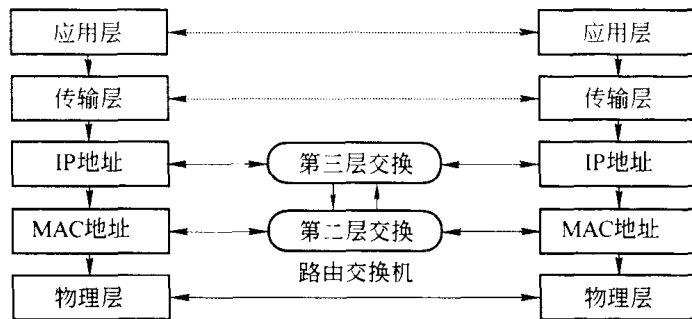 应用层 应用层
传输层 传输层
IP地址 第三层交换 IP地址
MAC地址 第二层交换 MAC地址
路由交换机
物理层 物理层